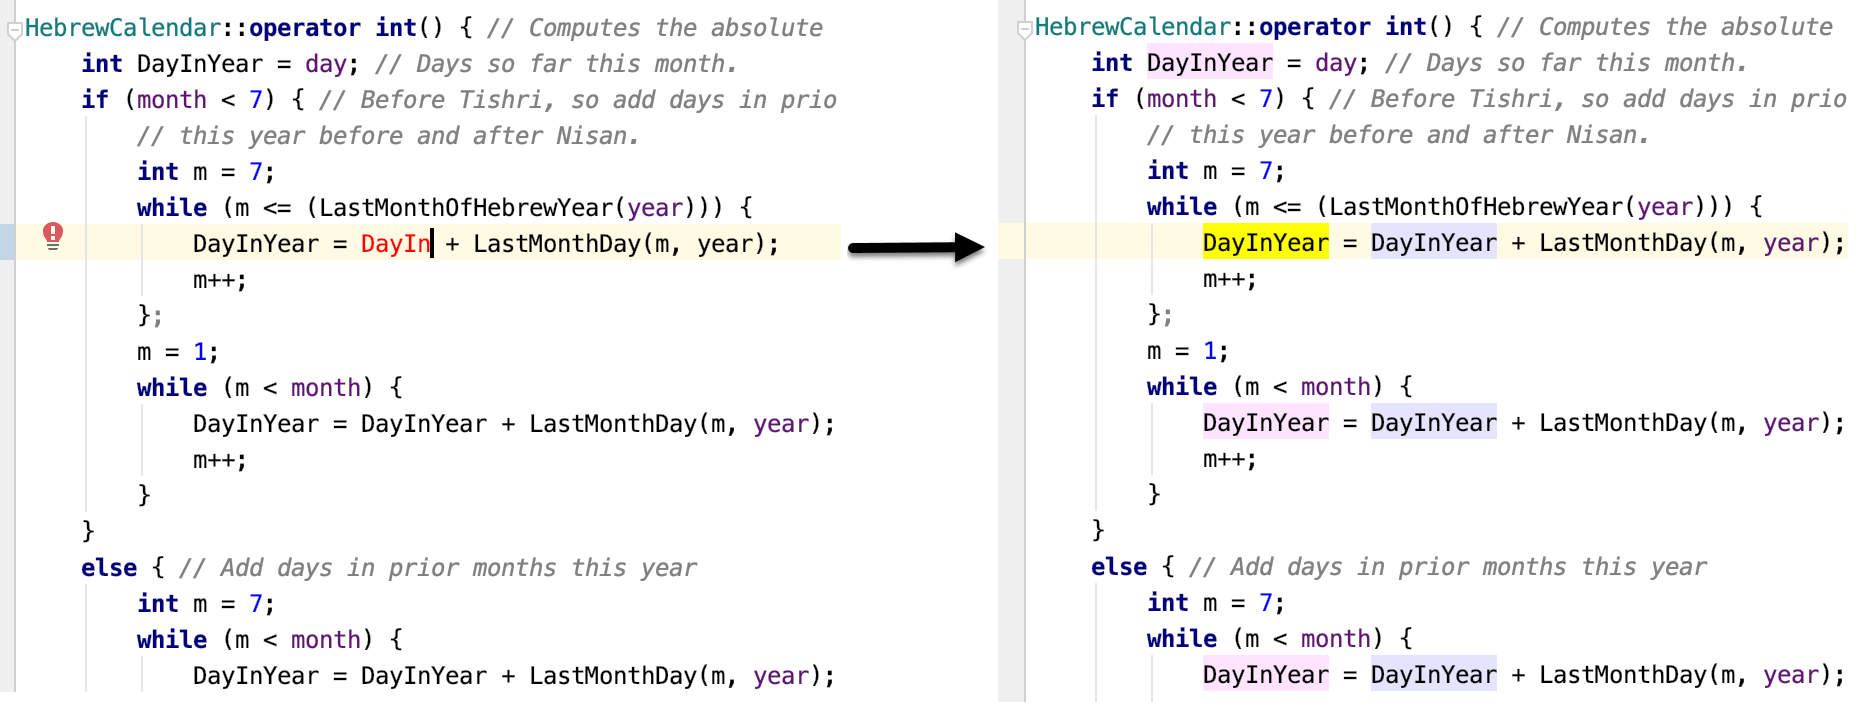 HebrewCalendar::operator int() { // Computes the absolute
    int DayInYear = day; // Days so far this month.
    if (month < 7) { // Before Tishri, so add days in prio
        // this year before and after Nisan.
        int m = 7;
        while (m <= (LastMonthOfHebrewYear(year))) {
            DayInYear = DayIn + LastMonthDay(m, year);
            m++;
        };
        m = 1;
        while (m < month) {
            DayInYear = DayInYear + LastMonthDay(m, year);
            m++;
        }
    }
    else { // Add days in prior months this year
        int m = 7;
        while (m < month) {
            DayInYear = DayInYear + LastMonthDay(m, year);
HebrewCalendar::operator int() { // Computes the absolute
    int DayInYear = day; // Days so far this month.
    if (month < 7) { // Before Tishri, so add days in prio
        // this year before and after Nisan.
        int m = 7;
        while (m <= (LastMonthOfHebrewYear(year))) {
            DayInYear = DayInYear + LastMonthDay(m, year);
            m++;
        };
        m = 1;
        while (m < month) {
            DayInYear = DayInYear + LastMonthDay(m, year);
            m++;
        }
    }
    else { // Add days in prior months this year
        int m = 7;
        while (m < month) {
            DayInYear = DayInYear + LastMonthDay(m, year);